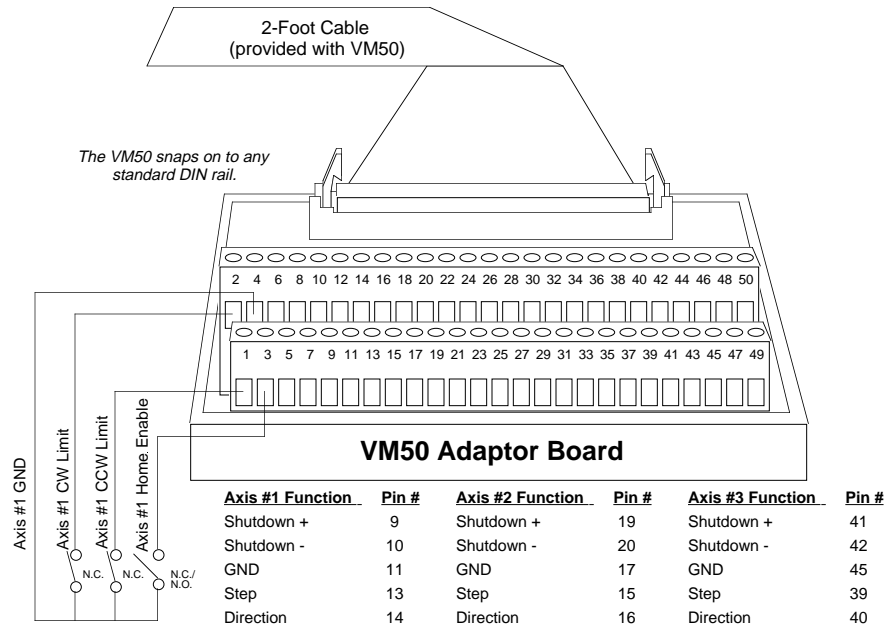 2-Foot Cable
(provided with VM50)
The VM50 snaps on to any
standard DIN rail.
2 4 6 8 10 12 14 16 18 20 22 24 26 28 30 32 34 36 38 40 42 44 46 48 50
1 3 5 7 9 11 13 15 17 19 21 23 25 27 29 31 33 35 37 39 41 43 45 47 49
VM50 Adaptor Board
Axis #1 GND
Axis #1 CW Limit
Axis #1 CCW Limit
Axis #1 Home Enable
N.C.
N.C.
N.C./
N.O.
Axis #1 Function Pin # Axis #2 Function Pin # Axis #3 Function Pin #
Shutdown + 9 Shutdown + 19 Shutdown + 41
Shutdown - 10 Shutdown - 20 Shutdown - 42
GND 11 GND 17 GND 45
Step 13 Step 15 Step 39
Direction 14 Direction 16 Direction 40